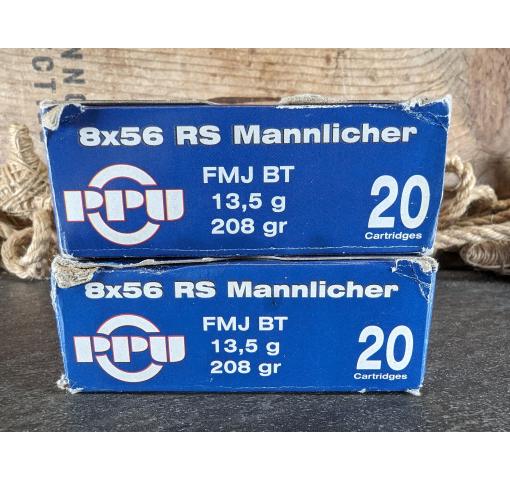 8x56 RS Mannlicher
PPU
FMJ BT
13,5 g
208 gr
20
Cartridges
8x56 RS Mannlicher
PPU
FMJ BT
13,5 g
208 gr
20
Cartridges